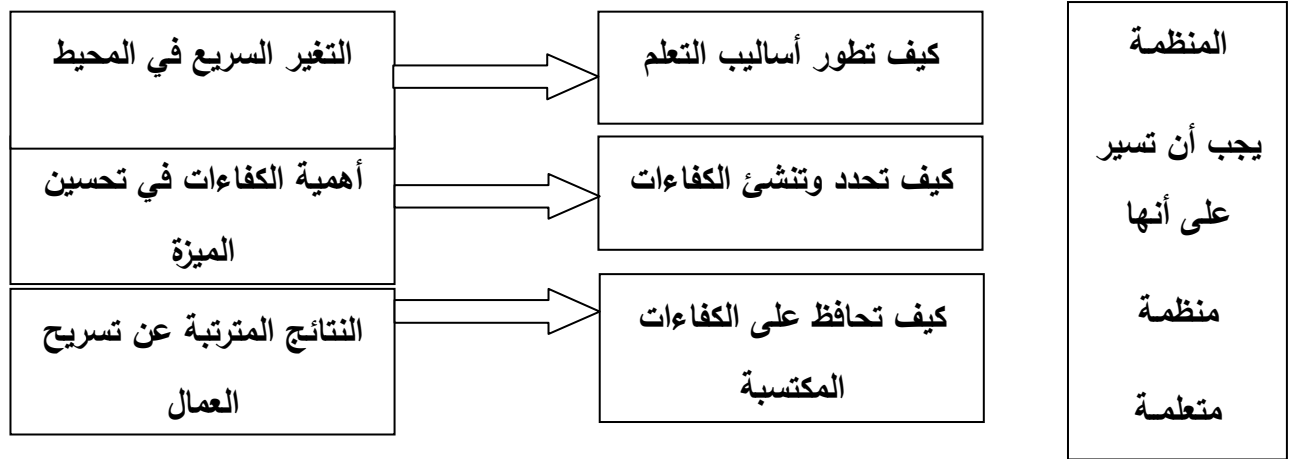 التغير السريع في المحيط
أهمية الكفاءات في تحسين
الميزة
النتائج المترتبة عن تسريح
العمال
كيف تطور أساليب التعلم
كيف تحدد وتنشئ الكفاءات
كيف تحافظ على الكفاءات
المكتسبة
المنظمة
يجب أن تسير
على أنها
منظمة
متعلمة